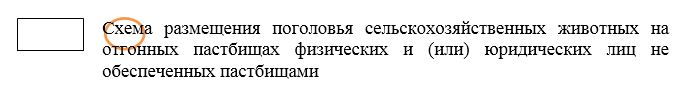 Схема размещения поголовья сельскохозяйственных животных на
отгонных пастбищах физических и (или) юридических лиц не
обеспеченных пастбищами